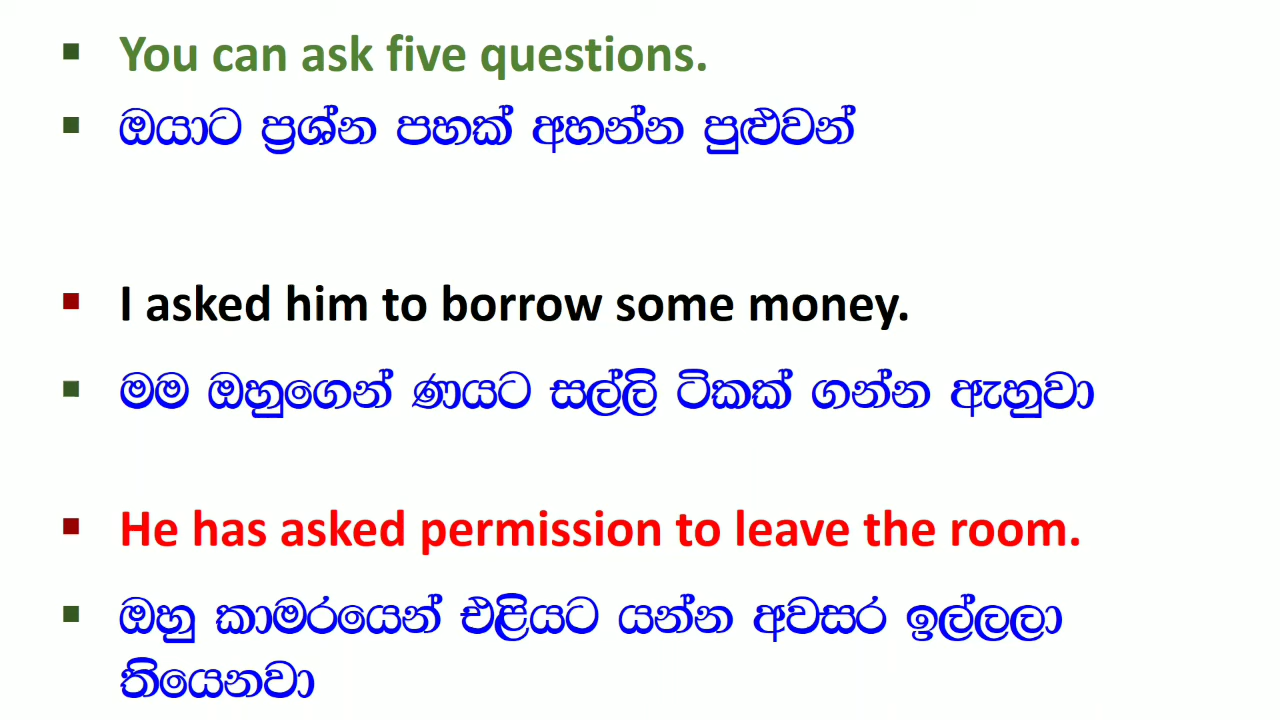 You can ask five questions.
ඔයාට ප්‍රශ්න පහක් අහන්න පුළුවන්
I asked him to borrow some money.
මම ඔහුගෙන් ණයට සල්ලි ටිකක් ගන්න ඇහුවා
He has asked permission to leave the room.
ඔහු කාමරයෙන් එළියට යන්න අවසර ඉල්ලලා
තියෙනවා